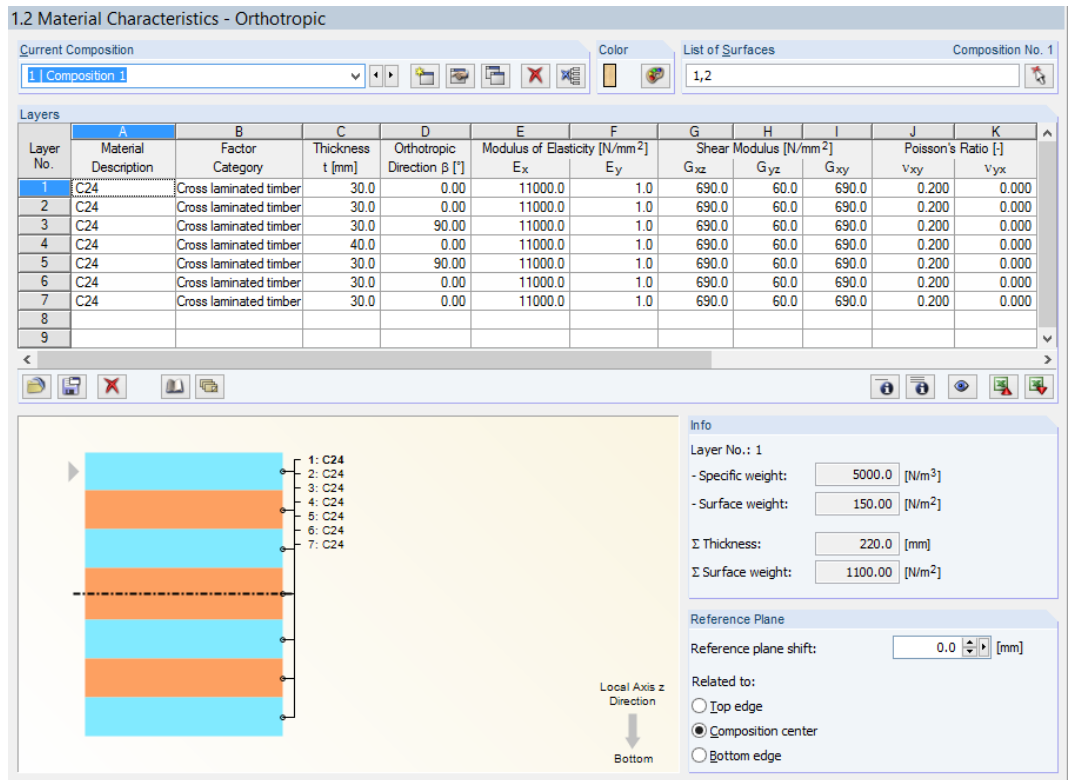 1.2 Material Characteristics - Orthotropic
Current Composition Color List of Surfaces Composition No. 1
1 | Composition 1 1,2
Layers
A B C D E F G H I J K
Layer Material Factor Thickness Orthotropic Modulus of Elasticity [N/mm²] Shear Modulus [N/mm²] Poisson's Ratio [-]
No. Description Category t [mm] Direction β [°] Ex Ey Gxz Gyz Gxy νxy νyx
1 C24 Cross laminated timber 30.0 0.00 11000.0 1.0 690.0 60.0 690.0 0.200 0.000
2 C24 Cross laminated timber 30.0 0.00 11000.0 1.0 690.0 60.0 690.0 0.200 0.000
3 C24 Cross laminated timber 30.0 90.00 11000.0 1.0 690.0 60.0 690.0 0.200 0.000
4 C24 Cross laminated timber 40.0 0.00 11000.0 1.0 690.0 60.0 690.0 0.200 0.000
5 C24 Cross laminated timber 30.0 90.00 11000.0 1.0 690.0 60.0 690.0 0.200 0.000
6 C24 Cross laminated timber 30.0 0.00 11000.0 1.0 690.0 60.0 690.0 0.200 0.000
7 C24 Cross laminated timber 30.0 0.00 11000.0 1.0 690.0 60.0 690.0 0.200 0.000
8
9
1: C24
2: C24
3: C24
4: C24
5: C24
6: C24
7: C24
Local Axis z
Direction
Bottom
Info
Layer No.: 1
- Specific weight: 5000.0 [N/m³]
- Surface weight: 150.00 [N/m²]
Σ Thickness: 220.0 [mm]
Σ Surface weight: 1100.00 [N/m²]
Reference Plane
Reference plane shift: 0.0 [mm]
Related to:
Top edge
Composition center
Bottom edge